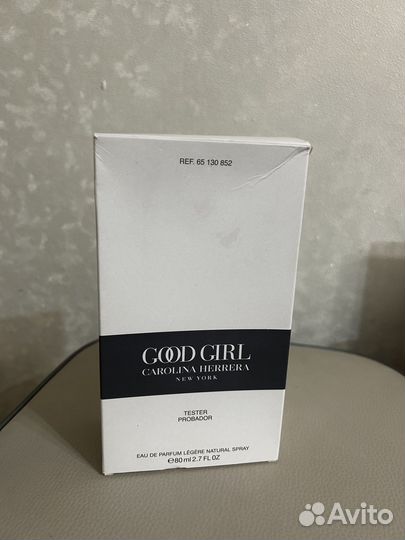 REF. 65 130 852
GOOD GIRL
CAROLINA HERRERA
NEW YORK
TESTER
PROBADOR
EAU DE PARFUM LÉGÈRE NATURAL SPRAY
℮80 ml 2.7 FL OZ
Avito